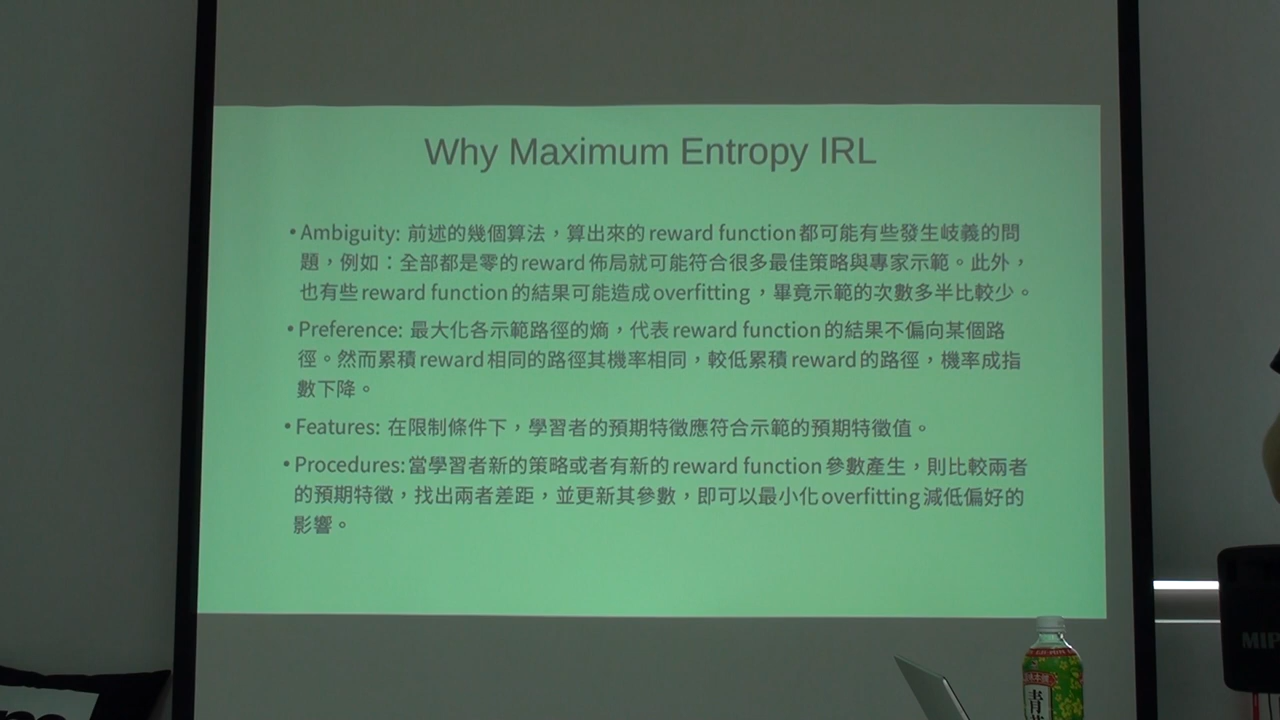 Why Maximum Entropy IRL
• Ambiguity: 前述的幾個算法，算出來的 reward function 都可能有些發生岐義的問
題，例如：全部都是零的 reward 佈局就可能符合很多最佳策略與專家示範。此外，
也有些 reward function 的結果可能造成 overfitting，畢竟示範的次數多半比較少。
• Preference: 最大化各示範路徑的熵，代表 reward function 的結果不偏向某個路
徑。然而累積 reward 相同的路徑其機率相同，較低累積 reward 的路徑，機率成指
數下降。
• Features: 在限制條件下，學習者的預期特徵應符合示範的預期特徵值。
• Procedures: 當學習者新的策略或者有新的 reward function 參數產生，則比較兩者
的預期特徵，找出兩者差距，並更新其參數，即可以最小化 overfitting 減低偏好的
影響。
MIP